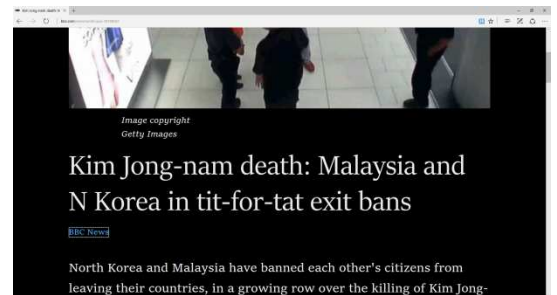 Image copyright
Getty Images
Kim Jong-nam death: Malaysia and
N Korea in tit-for-tat exit bans
BBC News
North Korea and Malaysia have banned each other's citizens from
leaving their countries, in a growing row over the killing of Kim Jong-